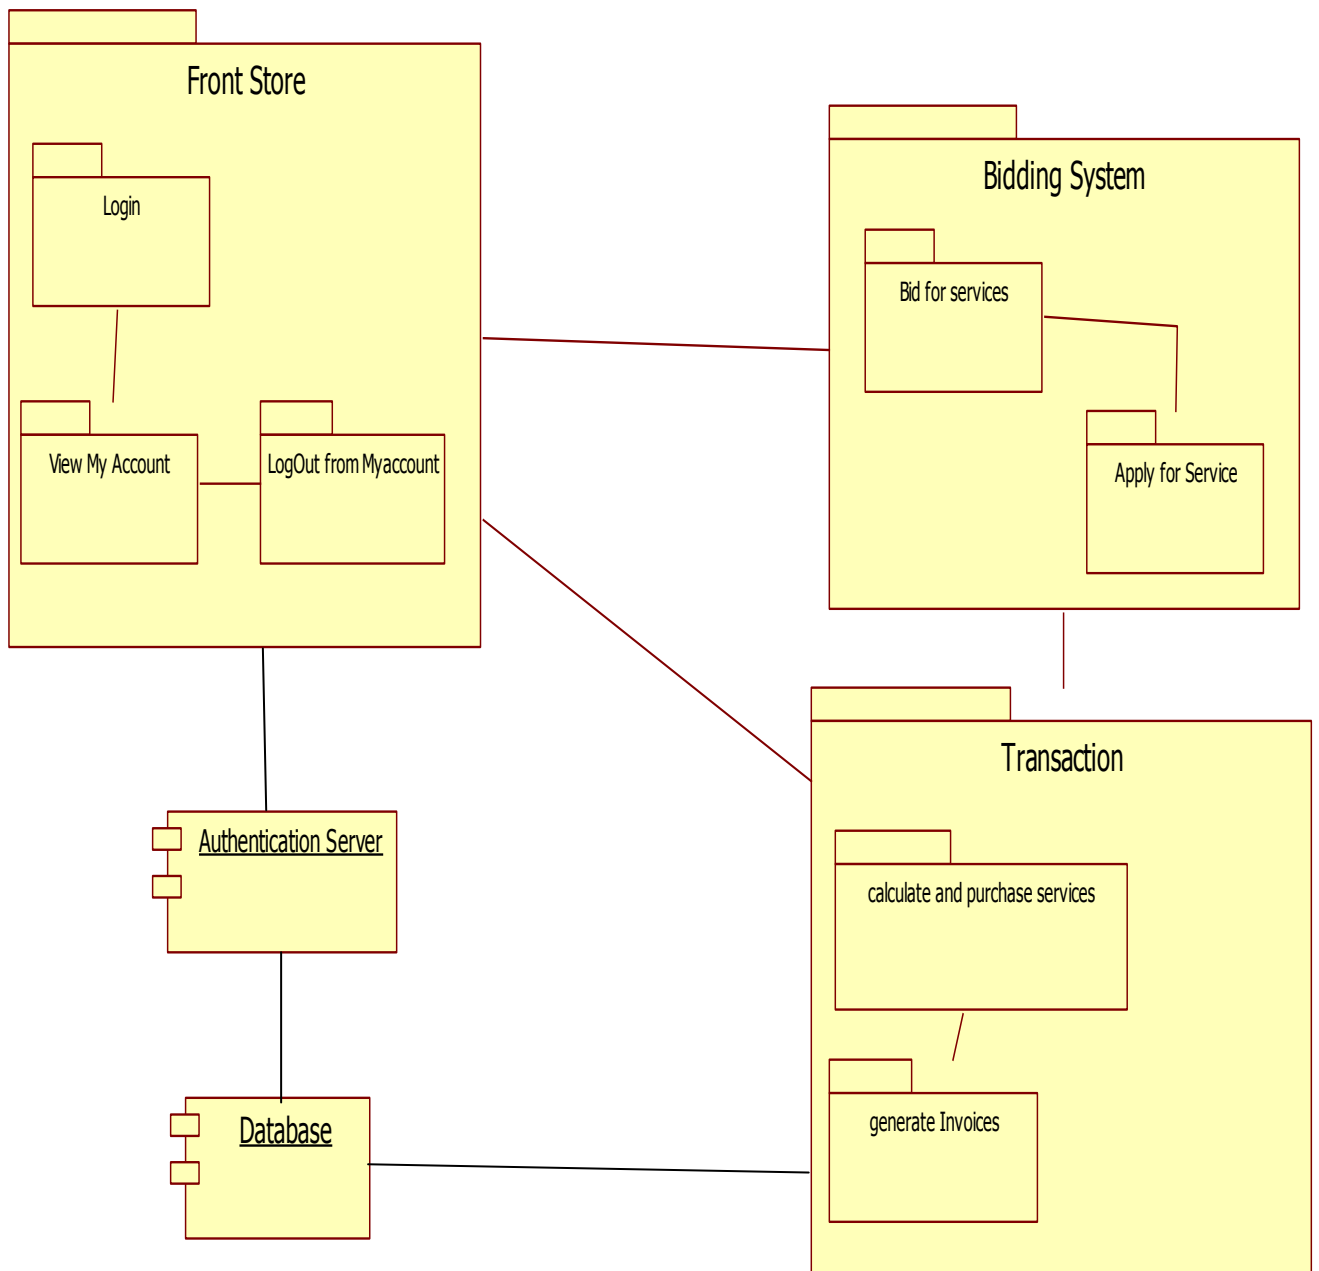 Front Store
Login
View My Account
LogOut from Myaccount
Bidding System
Bid for services
Apply for Service
Authentication Server
Database
Transaction
calculate and purchase services
generate Invoices